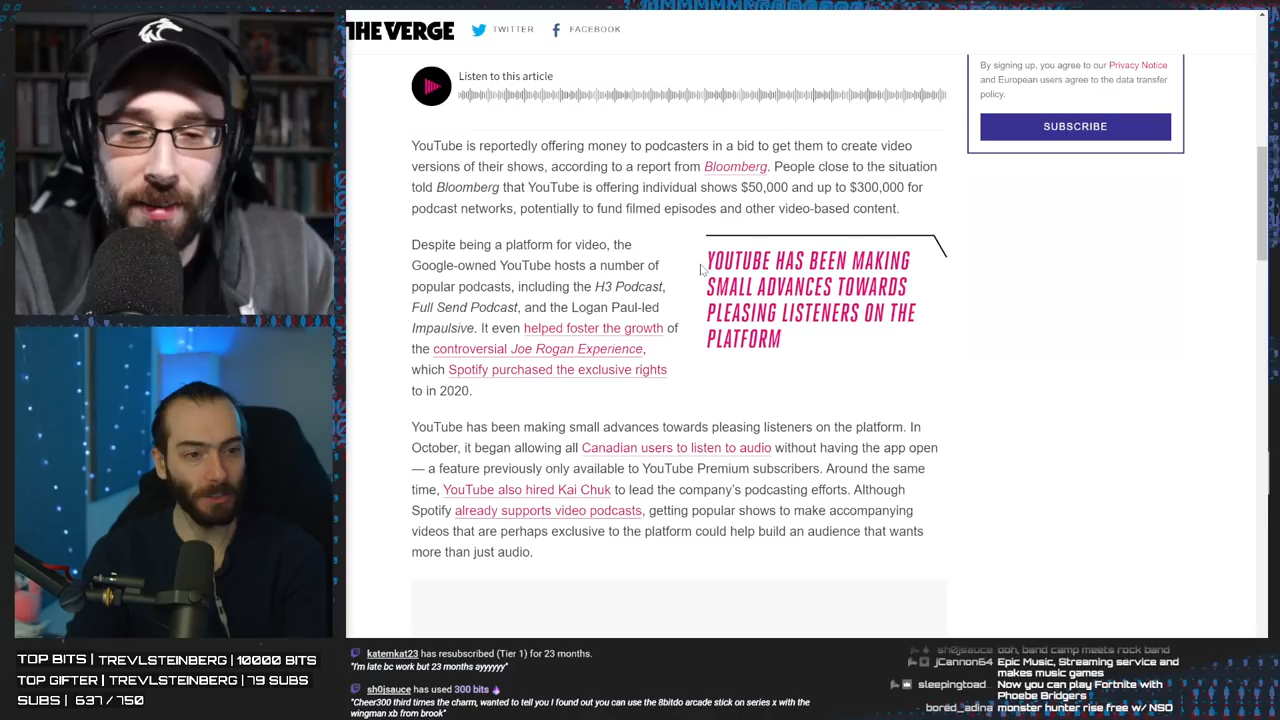 THE VERGE
TWITTER
FACEBOOK
Listen to this article
By signing up, you agree to our Privacy Notice
and European users agree to the data transfer
policy.
SUBSCRIBE
YouTube is reportedly offering money to podcasters in a bid to get them to create video
versions of their shows, according to a report from Bloomberg. People close to the situation
told Bloomberg that YouTube is offering individual shows $50,000 and up to $300,000 for
podcast networks, potentially to fund filmed episodes and other video-based content.
Despite being a platform for video, the
Google-owned YouTube hosts a number of
popular podcasts, including the H3 Podcast,
Full Send Podcast, and the Logan Paul-led
Impaulsive. It even helped foster the growth of
the controversial Joe Rogan Experience,
which Spotify purchased the exclusive rights
to in 2020.
YOUTUBE HAS BEEN MAKING
SMALL ADVANCES TOWARDS
PLEASING LISTENERS ON THE
PLATFORM
YouTube has been making small advances towards pleasing listeners on the platform. In
October, it began allowing all Canadian users to listen to audio without having the app open
— a feature previously only available to YouTube Premium subscribers. Around the same
time, YouTube also hired Kai Chuk to lead the company's podcasting efforts. Although
Spotify already supports video podcasts, getting popular shows to make accompanying
videos that are perhaps exclusive to the platform could help build an audience that wants
more than just audio.
TOP BITS | TREVLSTEINBERG | 10000 BITS
TOP GIFTER | TREVLSTEINBERG | 79 SUBS
SUBS | 637 / 750
katemkat23 has resubscribed (Tier 1) for 23 months.
"I'm late bc work but 23 months ayyyyyy"
sh0jsauce has used 300 bits
"Cheer300 third times the charm, wanted to tell you I found out you can use the 8bitdo arcade stick on series x with the
wingman xb from brook"
sh0jsauce ooh, band camp meets rock band
jCannon64 Epic Music, Streaming service and
makes music games
sleepingtoad_ Now you can play Fortnite with
Phoebe Bridgers
bored_adina monster hunter rise free w/ NSO